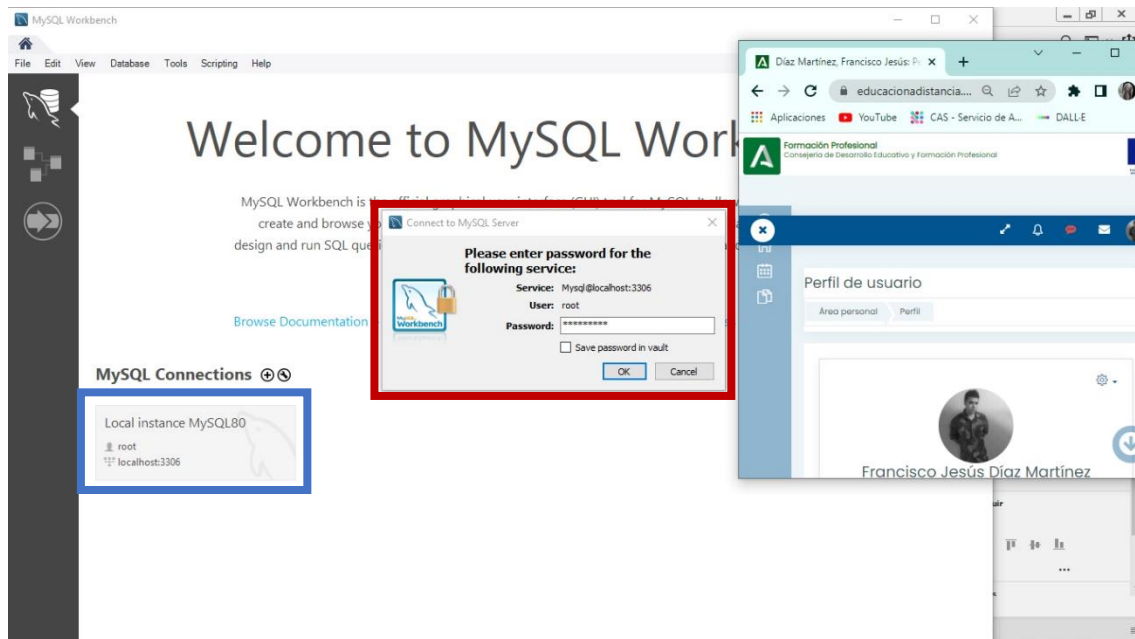 MySQL Workbench
File Edit View Database Tools Scripting Help
Welcome to MySQL Work
MySQL Workbench is the
create and browse
design and run SQL
Browse Documentation
MySQL Connections
Local instance MySQL80
root
localhost:3306
Connect to MySQL Server
Please enter password for the
following service:
Service: Mysql@localhost:3306
User: root
Password: *********
Save password in vault
OK Cancel
Díaz Martínez, Francisco Jesús:
educacionadistancia....
Aplicaciones YouTube CAS - Servicio de A... DALL·E
Formación Profesional
Consejería de Desarrollo Educativo y Formación Profesional
Perfil de usuario
Área personal Perfil
Francisco Jesús Díaz Martínez